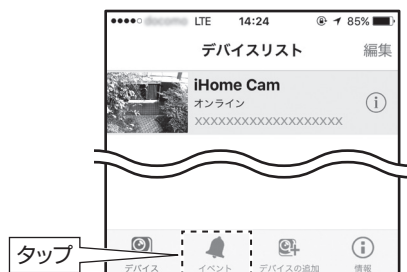 docomo LTE 14:24 85%
デバイスリスト 編集
iHome Cam
オンライン
XXXXXXXXXXXXXXXXXXX
タップ
デバイス イベント デバイスの追加 情報